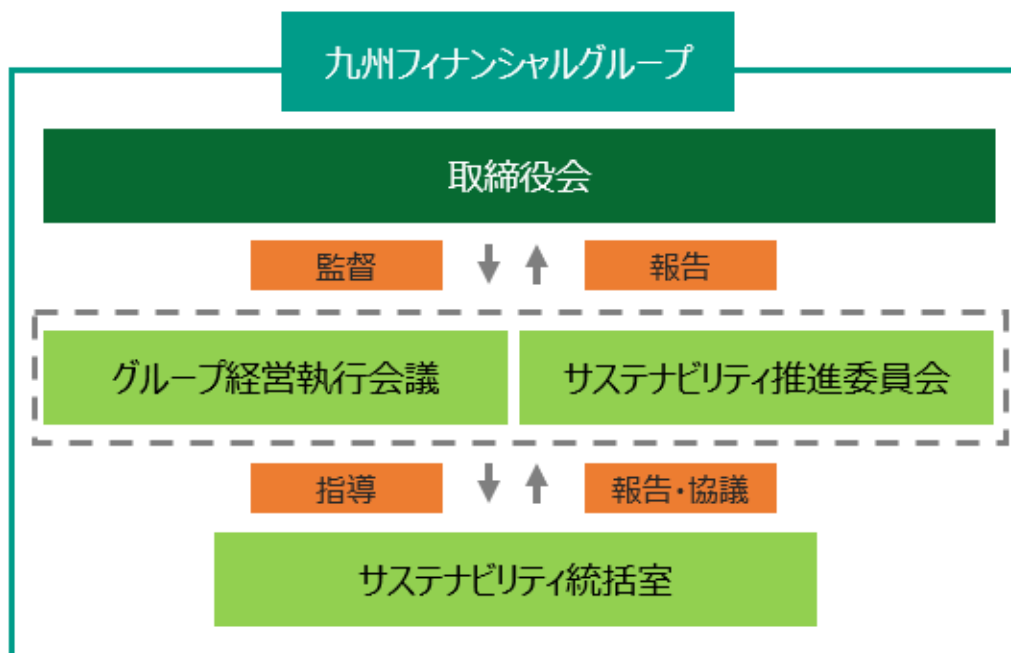 九州フィナンシャルグループ
取締役会
監督
報告
グループ経営執行会議
サステナビリティ推進委員会
指導
報告・協議
サステナビリティ統括室